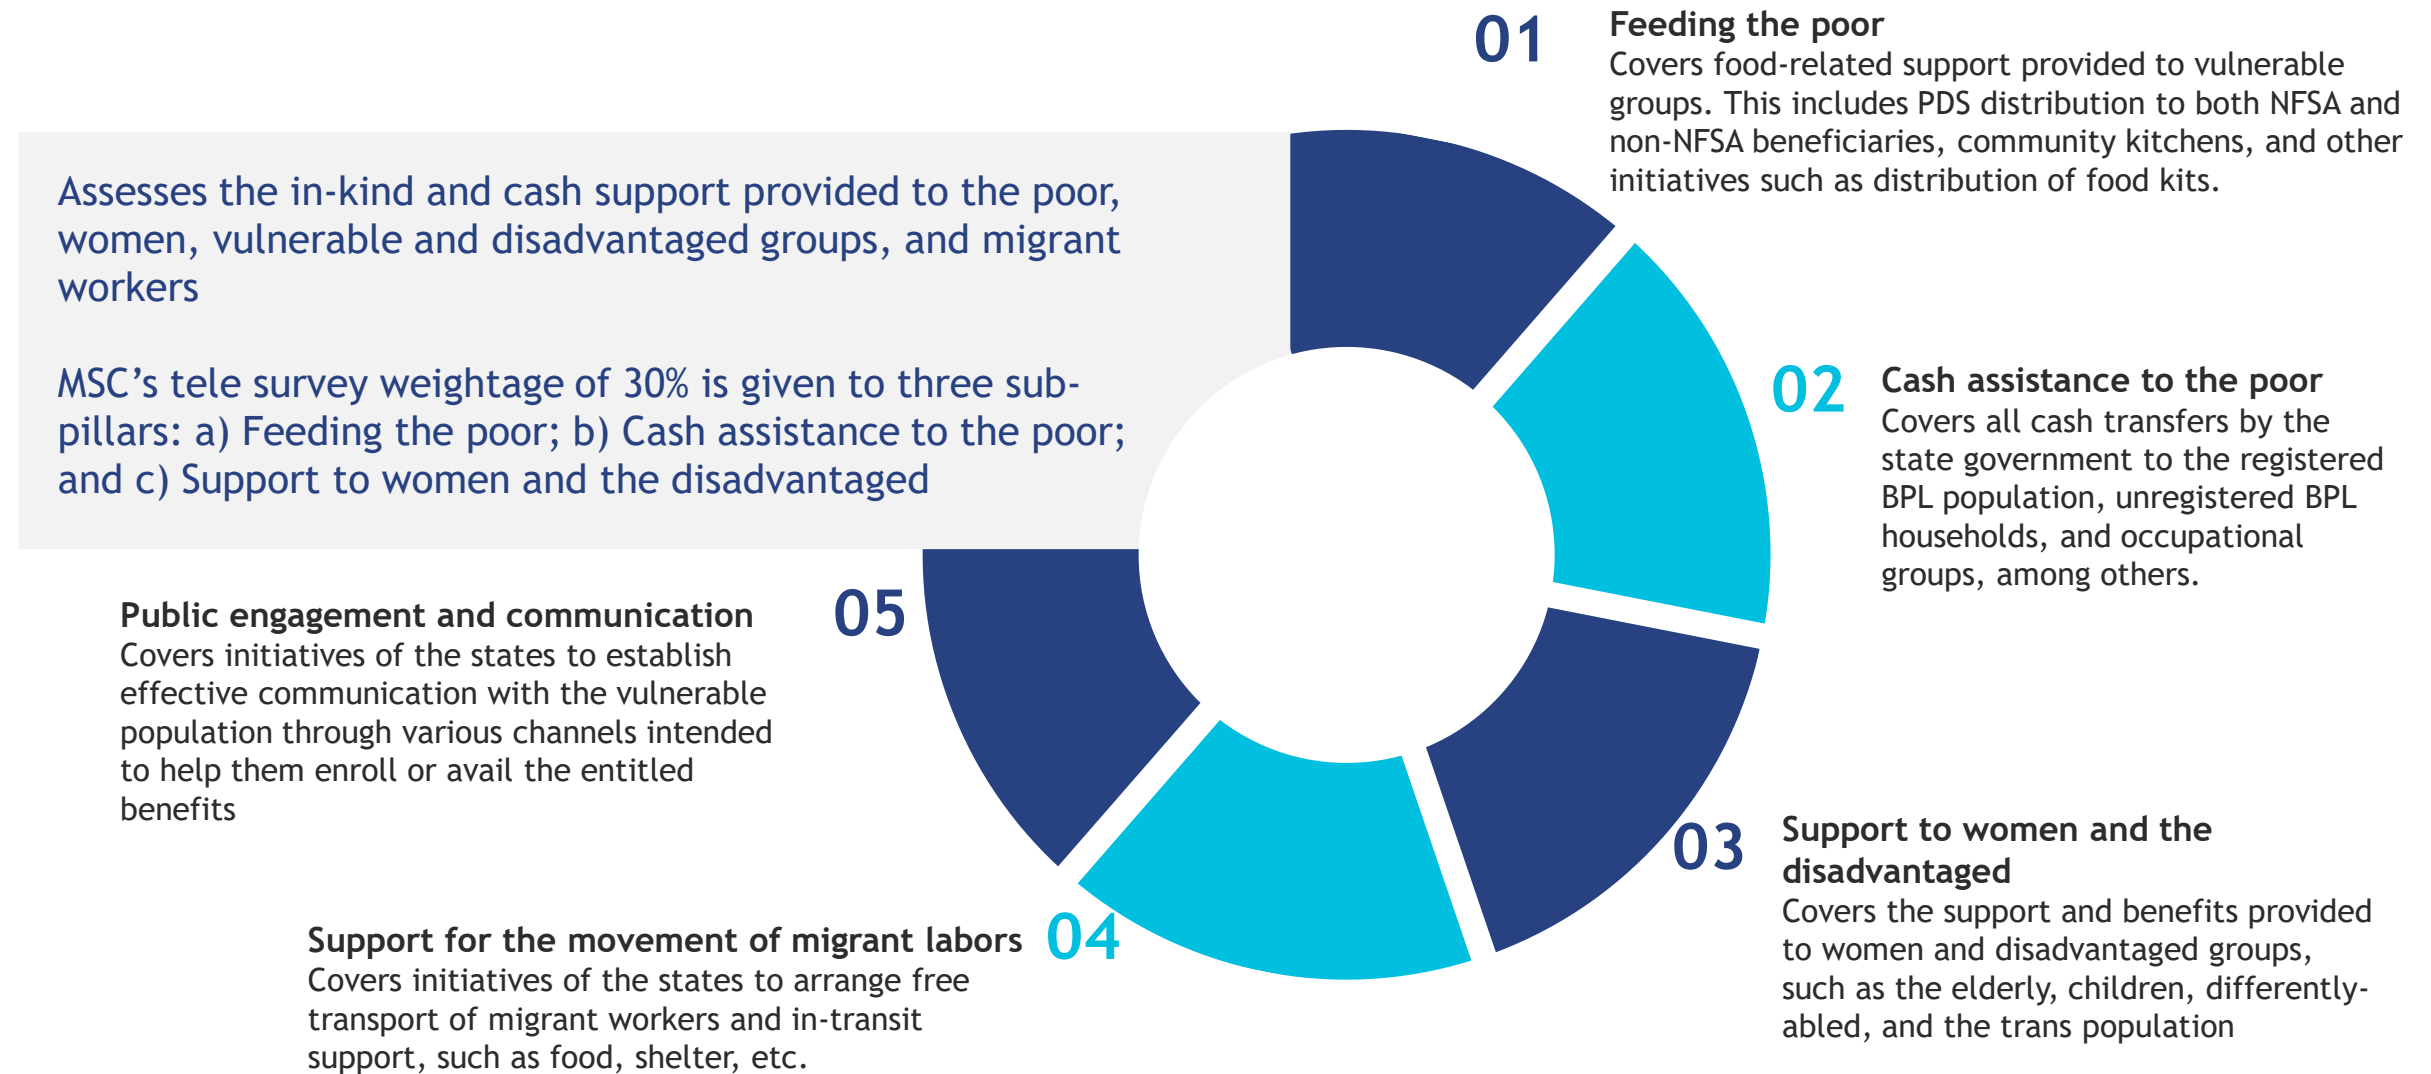 Assesses the in-kind and cash support provided to the poor,
women, vulnerable and disadvantaged groups, and migrant
workers
MSC’s tele survey weightage of 30% is given to three sub-
pillars: a) Feeding the poor; b) Cash assistance to the poor;
and c) Support to women and the disadvantaged
01
Feeding the poor
Covers food-related support provided to vulnerable
groups. This includes PDS distribution to both NFSA and
non-NFSA beneficiaries, community kitchens, and other
initiatives such as distribution of food kits.
02
Cash assistance to the poor
Covers all cash transfers by the
state government to the registered
BPL population, unregistered BPL
households, and occupational
groups, among others.
03
Support to women and the
disadvantaged
Covers the support and benefits provided
to women and disadvantaged groups,
such as the elderly, children, differently-
abled, and the trans population
04
Support for the movement of migrant labors
Covers initiatives of the states to arrange free
transport of migrant workers and in-transit
support, such as food, shelter, etc.
05
Public engagement and communication
Covers initiatives of the states to establish
effective communication with the vulnerable
population through various channels intended
to help them enroll or avail the entitled
benefits